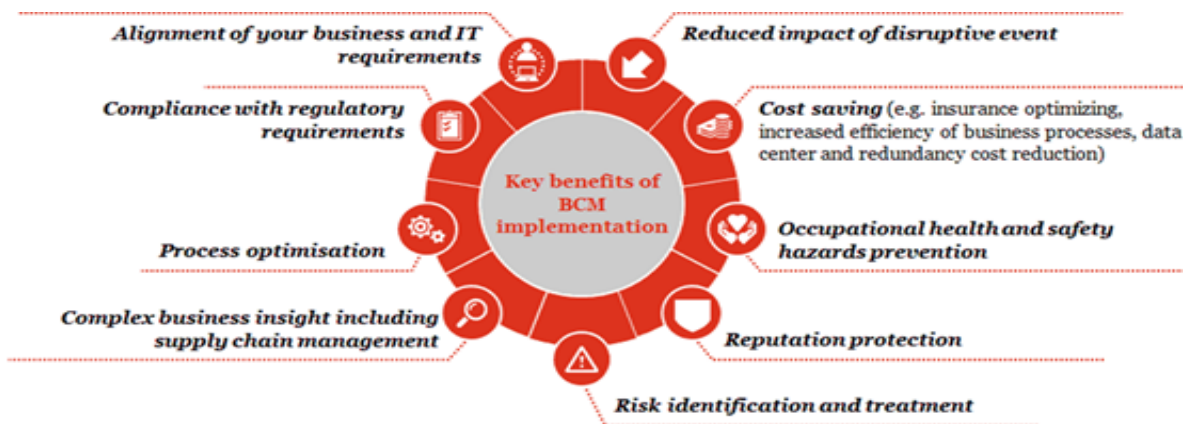 Alignment of your business and IT
requirements
Reduced impact of disruptive event
Compliance with regulatory
requirements
Cost saving (e.g. insurance optimizing,
increased efficiency of business processes, data
center and redundancy cost reduction)
Key benefits of
BCM
implementation
Process optimisation
Occupational health and safety
hazards prevention
Complex business insight including
supply chain management
Reputation protection
Risk identification and treatment